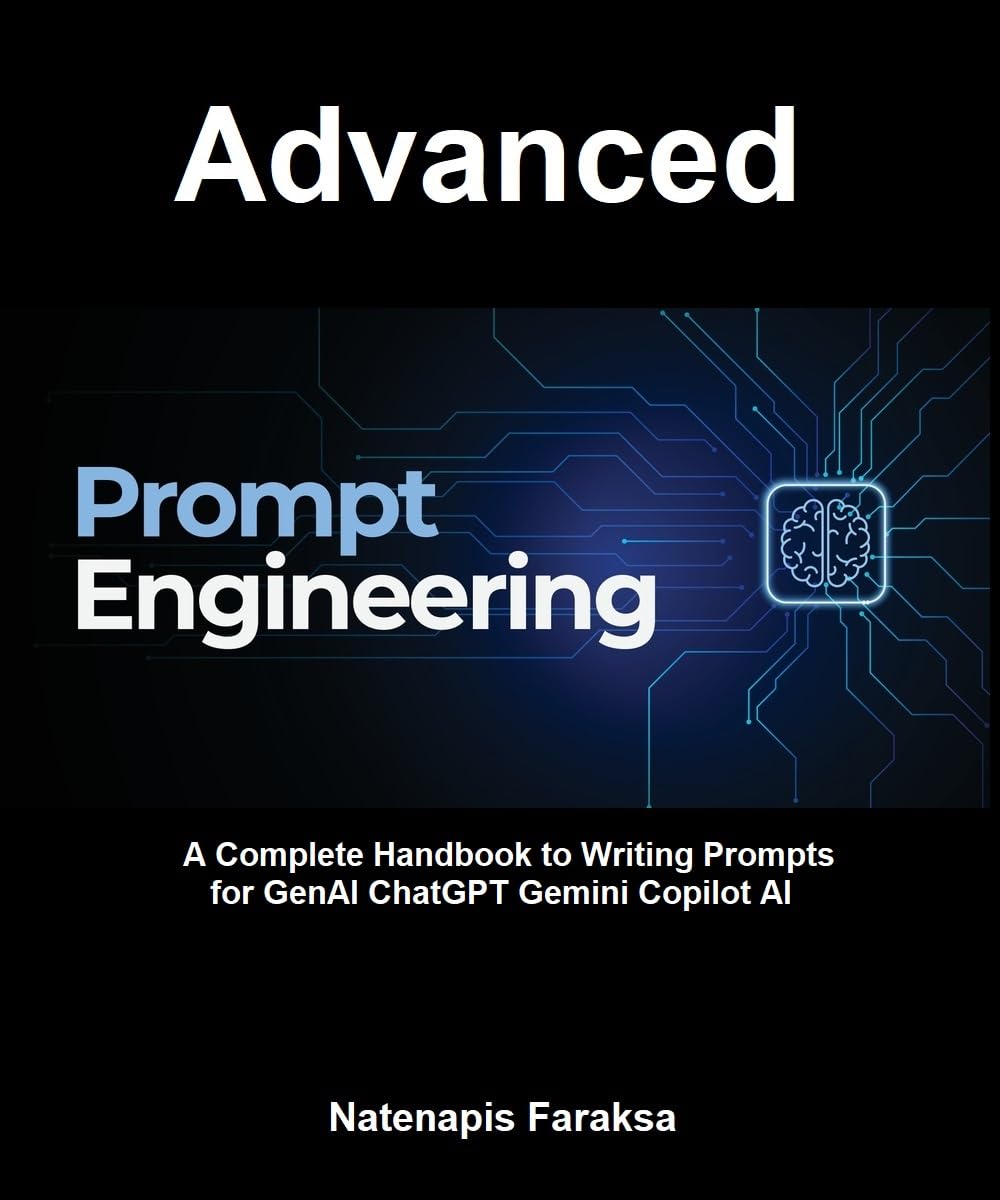 Advanced
Prompt
Engineering
A Complete Handbook to Writing Prompts
for GenAI ChatGPT Gemini Copilot AI
Natenapis Faraksa